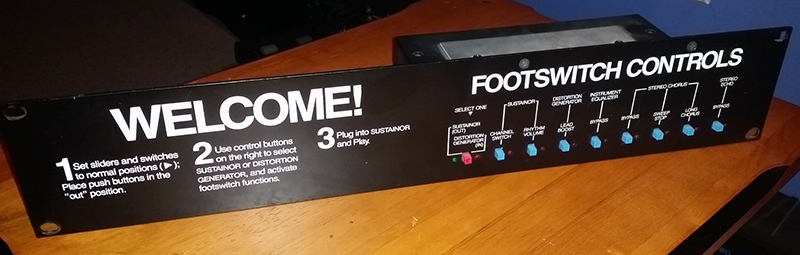 WELCOME!
1 Set sliders and switches
to normal positions (▶);
Place push buttons in the
"out" position.
2 Use control buttons
on the right to select
SUSTAINOR or DISTORTION
GENERATOR, and activate
footswitch functions.
3 Plug into SUSTAINOR
and Play.
FOOTSWITCH CONTROLS
SELECT ONE
▼
SUSTAINOR
(OUT)
DISTORTION
GENERATOR
(IN)
SUSTAINOR
CHANNEL
SWITCH
RHYTHM
VOLUME
DISTORTION
GENERATOR
LEAD
BOOST
INSTRUMENT
EQUALIZER
BYPASS
STEREO CHORUS
BYPASS
SWEEP
STOP
LONG
CHORUS
STEREO
ECHO
BYPASS